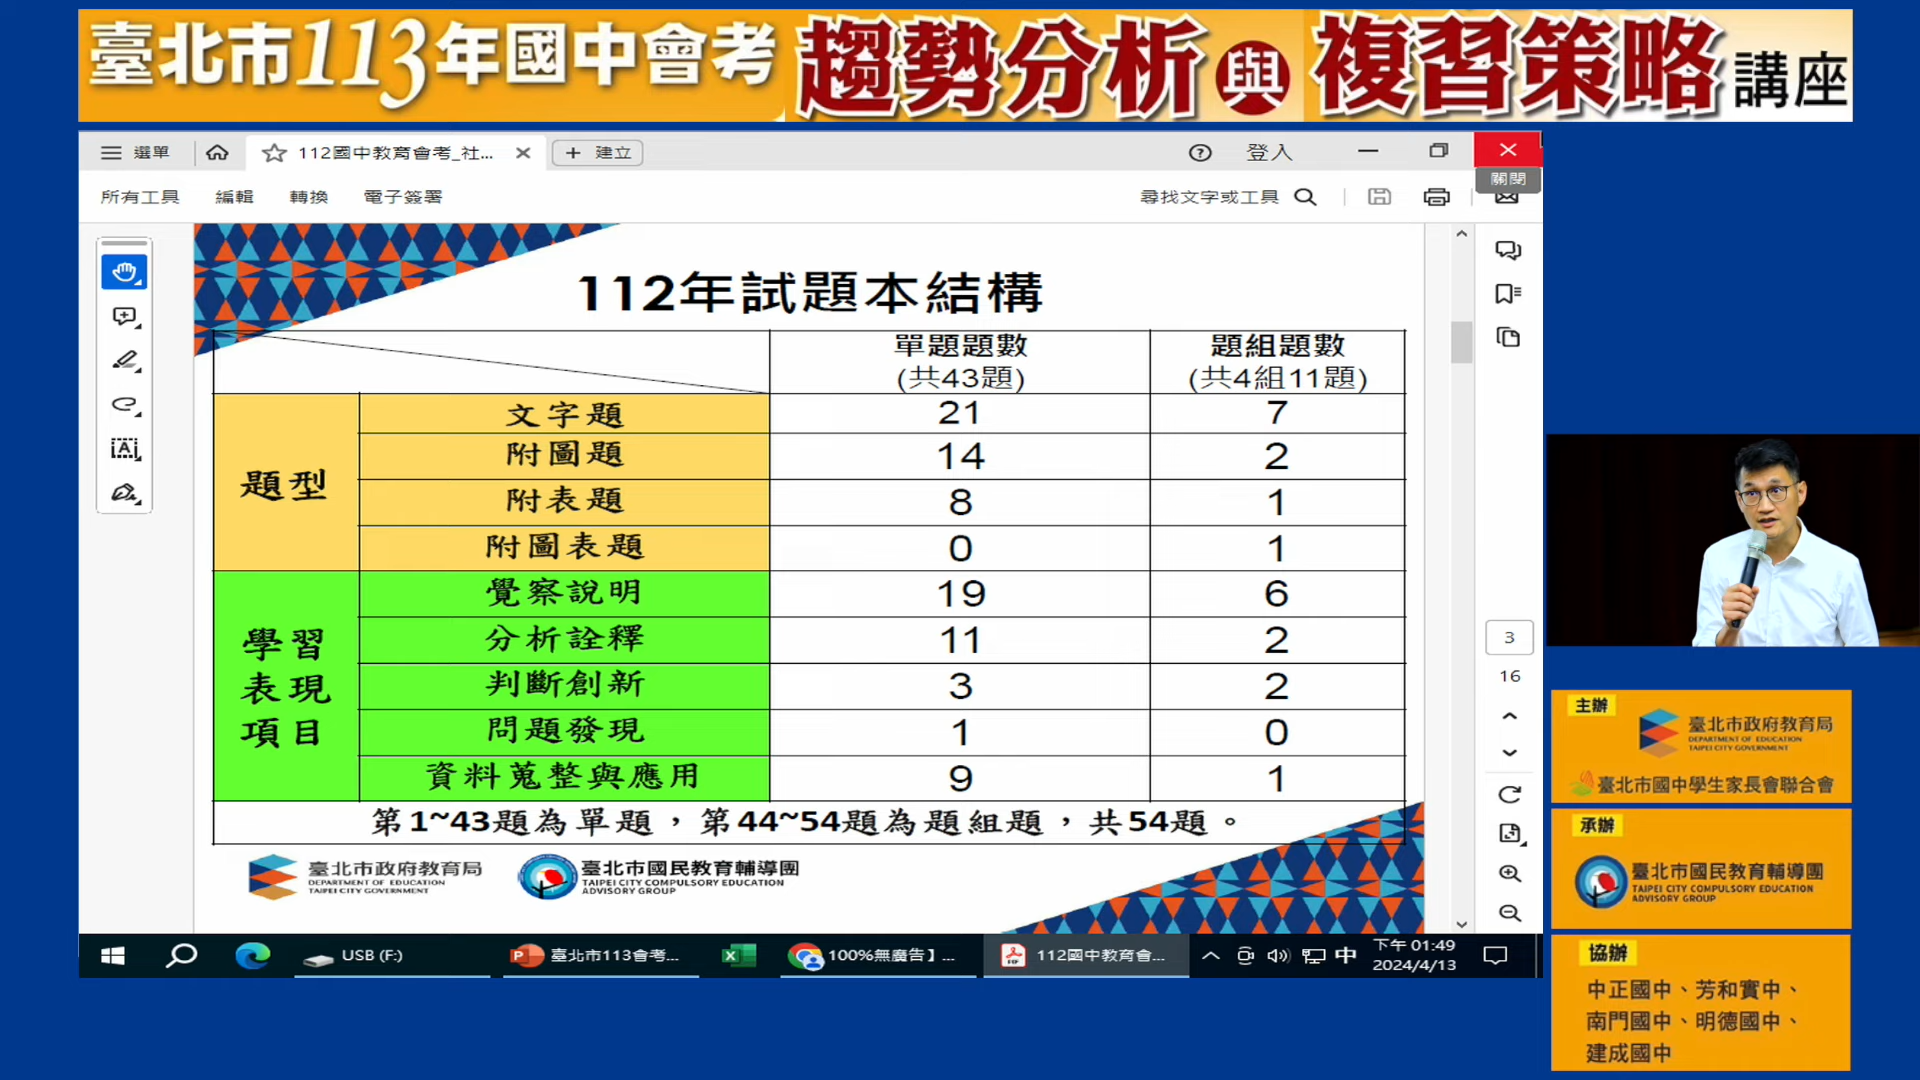 臺北市113年國中會考 趨勢分析與複習策略講座
選單
112國中教育會考_社...
建立
登入
關閉
所有工具 編輯 轉換 電子簽署
尋找文字或工具
112年試題本結構
單題題數 題組題數
(共43題) (共4組11題)
題型
文字題 21 7
附圖題 14 2
附表題 8 1
附圖表題 0 1
學習表現項目
覺察說明 19 6
分析詮釋 11 2
判斷創新 3 2
問題發現 1 0
資料蒐整與應用 9 1
第1~43題為單題，第44~54題為題組題，共54題。
臺北市政府教育局
DEPARTMENT OF EDUCATION
TAIPEI CITY GOVERNMENT
臺北市國民教育輔導團
TAIPEI CITY COMPULSORY EDUCATION
ADVISORY GROUP
3
16
USB (F:)
臺北市113會考...
100%無廣告】...
112國中教育會...
中
下午 01:49
2024/4/13
主辦
臺北市政府教育局
DEPARTMENT OF EDUCATION
TAIPEI CITY GOVERNMENT
臺北市國中學生家長會聯合會
承辦
臺北市國民教育輔導團
TAIPEI CITY COMPULSORY EDUCATION
ADVISORY GROUP
協辦
中正國中、芳和實中、
南門國中、明德國中、
建成國中